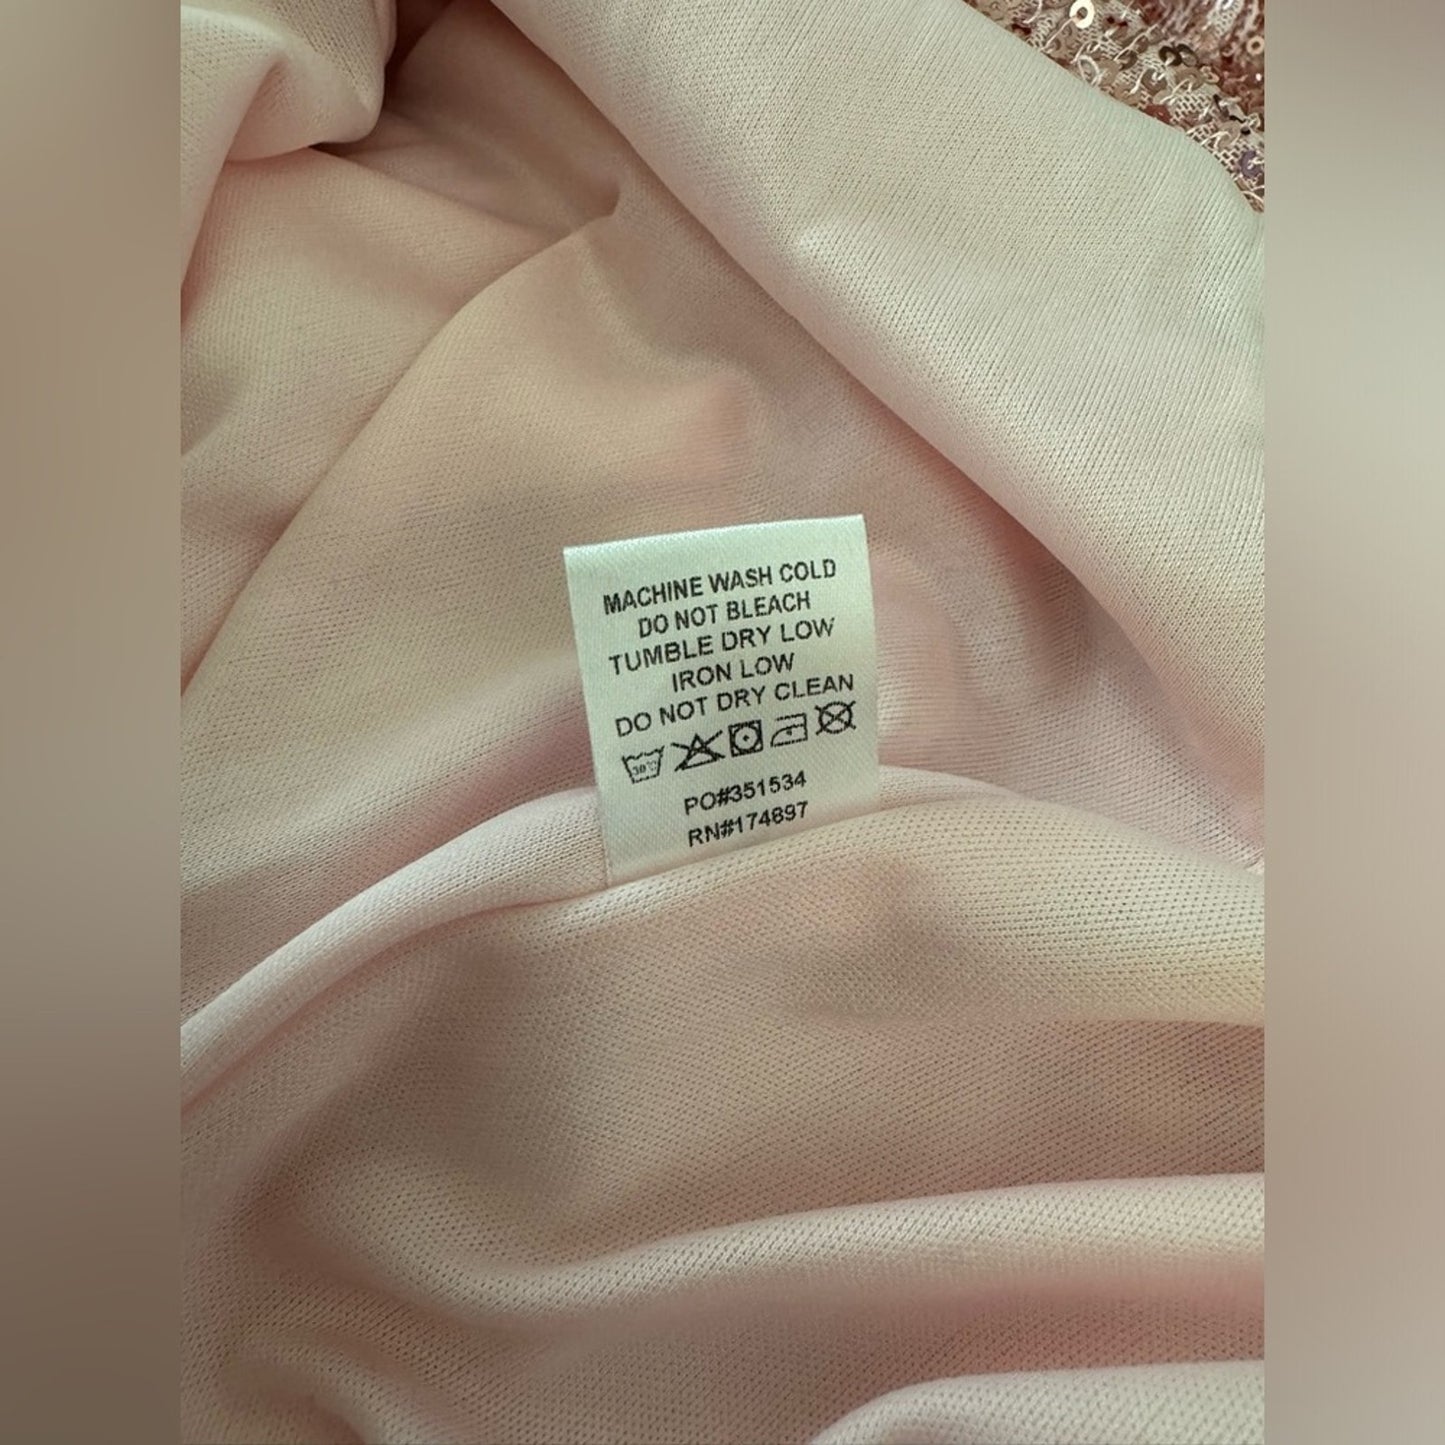 MACHINE WASH COLD
DO NOT BLEACH
TUMBLE DRY LOW
IRON LOW
DO NOT DRY CLEAN
30°C
PO#351534
RN#174897